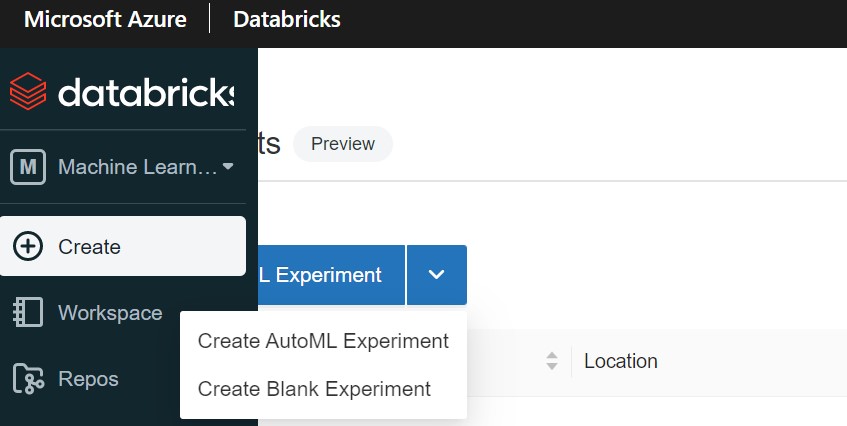 Microsoft Azure | Databricks
databricks
ts Preview
M Machine Learn...
Create
L Experiment
Workspace
Create AutoML Experiment
Location
Repos
Create Blank Experiment